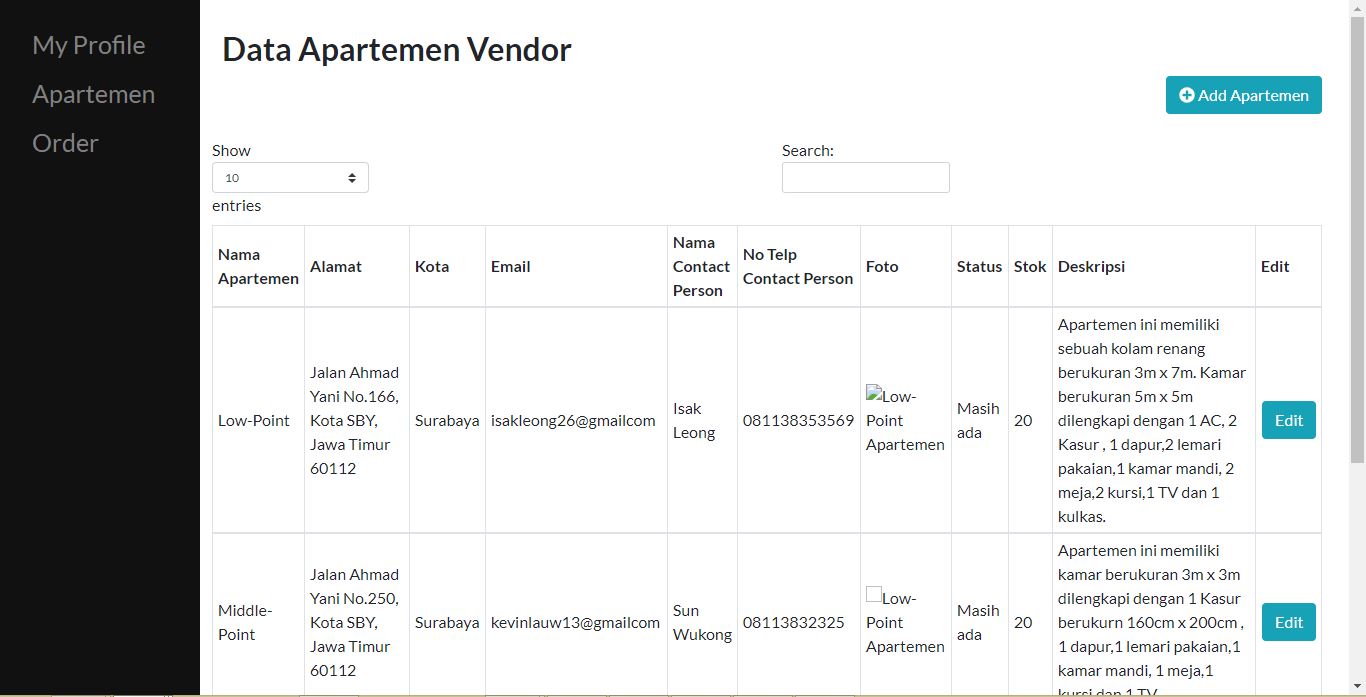 My Profile
Apartemen
Order
Data Apartemen Vendor
Add Apartemen
Show
10
entries
Search:
Nama
Apartemen
Alamat
Kota
Email
Nama
Contact
Person
No Telp
Contact Person
Foto
Status
Stok
Deskripsi
Edit
Low-Point
Jalan Ahmad
Yani No.166,
Kota SBY,
Jawa Timur
60112
Surabaya
isakleong26@gmailcom
Isak
Leong
081138353569
Low-
Point
Apartemen
Masih
ada
20
Apartemen ini memiliki
sebuah kolam renang
berukuran 3m x 7m. Kamar
berukuran 5m x 5m
dilengkapi dengan 1 AC, 2
Kasur , 1 dapur,2 lemari
pakaian,1 kamar mandi, 2
meja,2 kursi,1 TV dan 1
kulkas.
Edit
Middle-
Point
Jalan Ahmad
Yani No.250,
Kota SBY,
Jawa Timur
60112
Surabaya
kevinlauw13@gmailcom
Sun
Wukong
08113832325
Low-
Point
Apartemen
Masih
ada
20
Apartemen ini memiliki
kamar berukuran 3m x 3m
dilengkapi dengan 1 Kasur
berukurn 160cm x 200cm ,
1 dapur,1 lemari pakaian,1
kamar mandi, 1 meja,1
kursi dan 1 TV
Edit